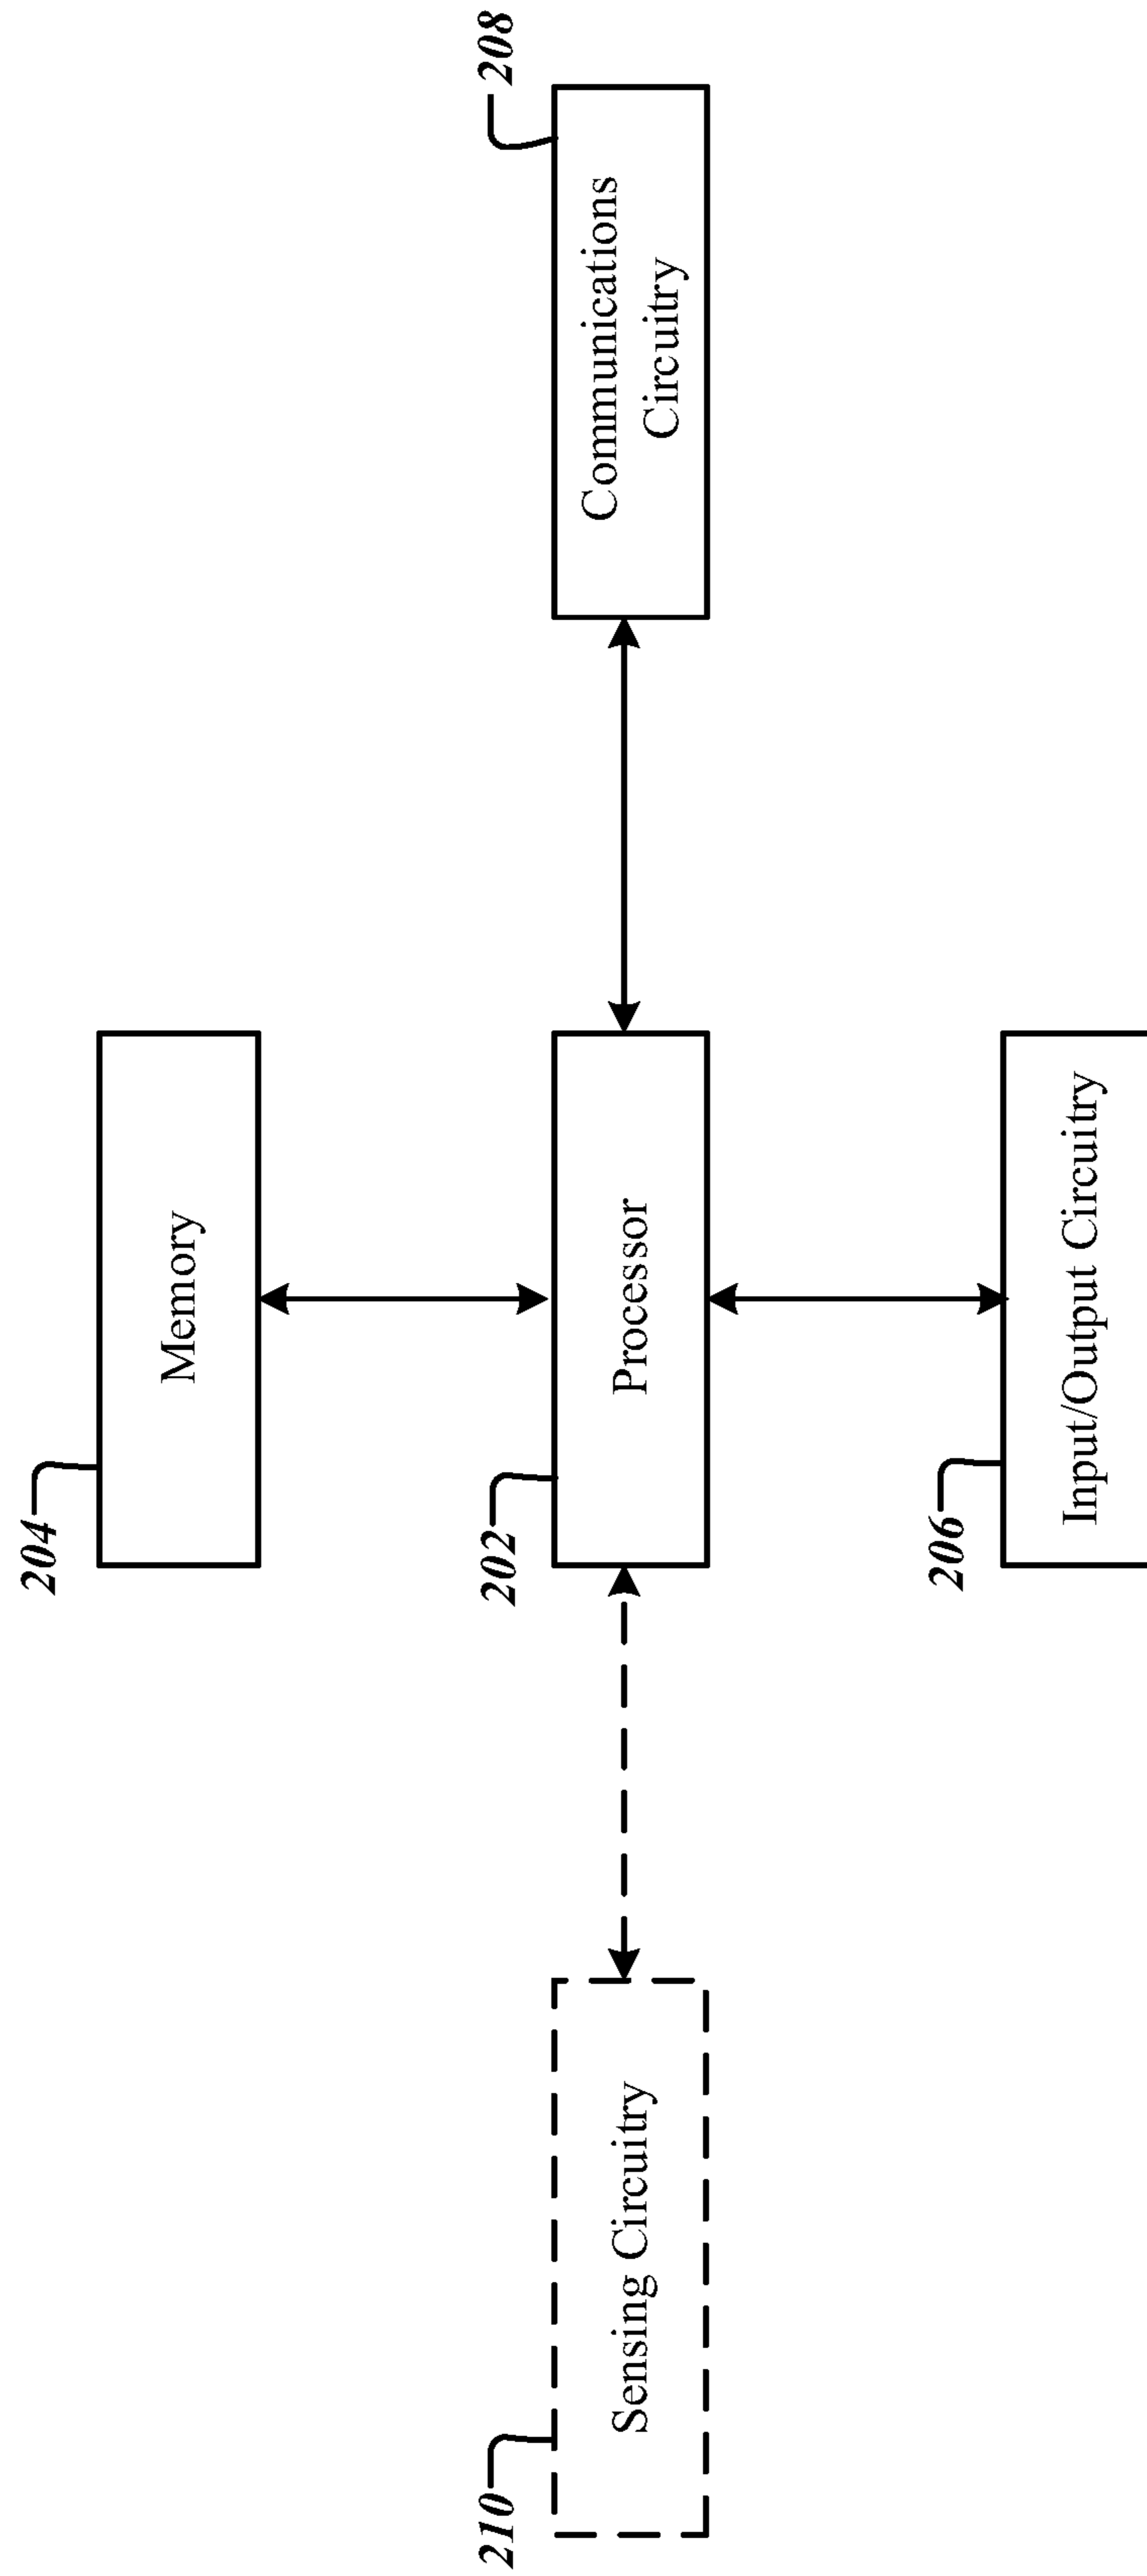 204
Memory
210
Sensing Circuitry
202
Processor
208
Communications
Circuitry
206
Input/Output Circuitry